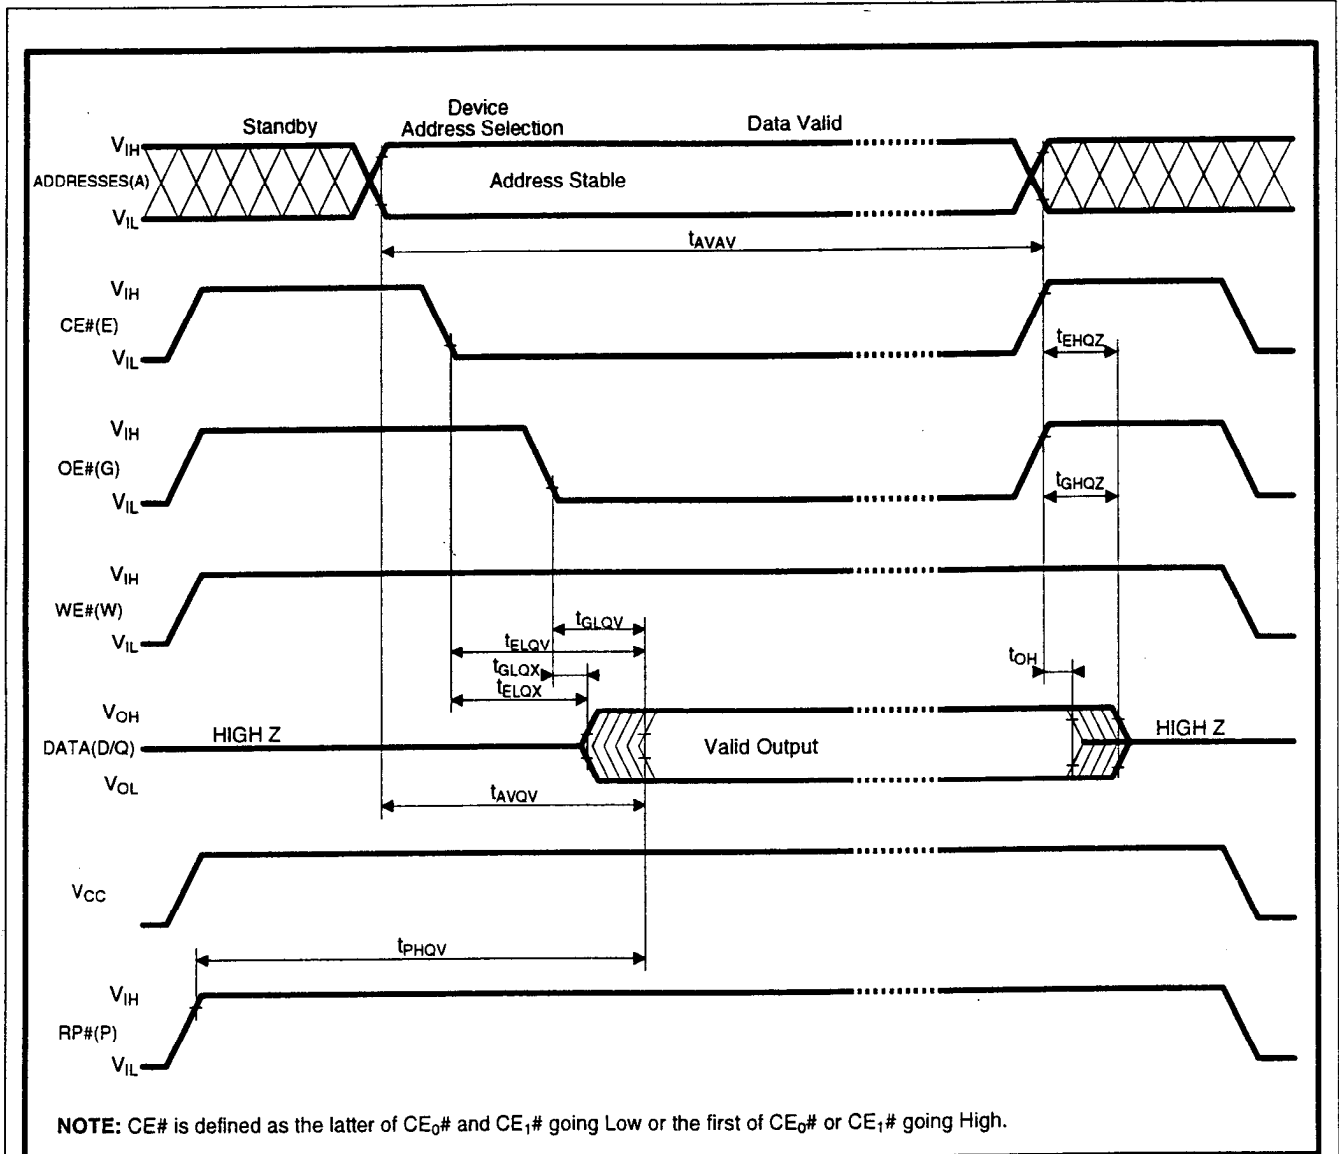 Device
Standby Address Selection Data Valid
VIH
ADDRESSES(A) Address Stable
VIL
tAVAV
VIH
CE#(E)
VIL
tEHQZ
VIH
OE#(G)
VIL
tGHQZ
VIH
WE#(W)
VIL
tGLQV
tELQV
tGLQX
tELQX
tOH
VOH
DATA(D/Q) HIGH Z Valid Output HIGH Z
VOL
tAVQV
VCC
tPHQV
VIH
RP#(P)
VIL
NOTE: CE# is defined as the latter of CE0# and CE1# going Low or the first of CE0# or CE1# going High.